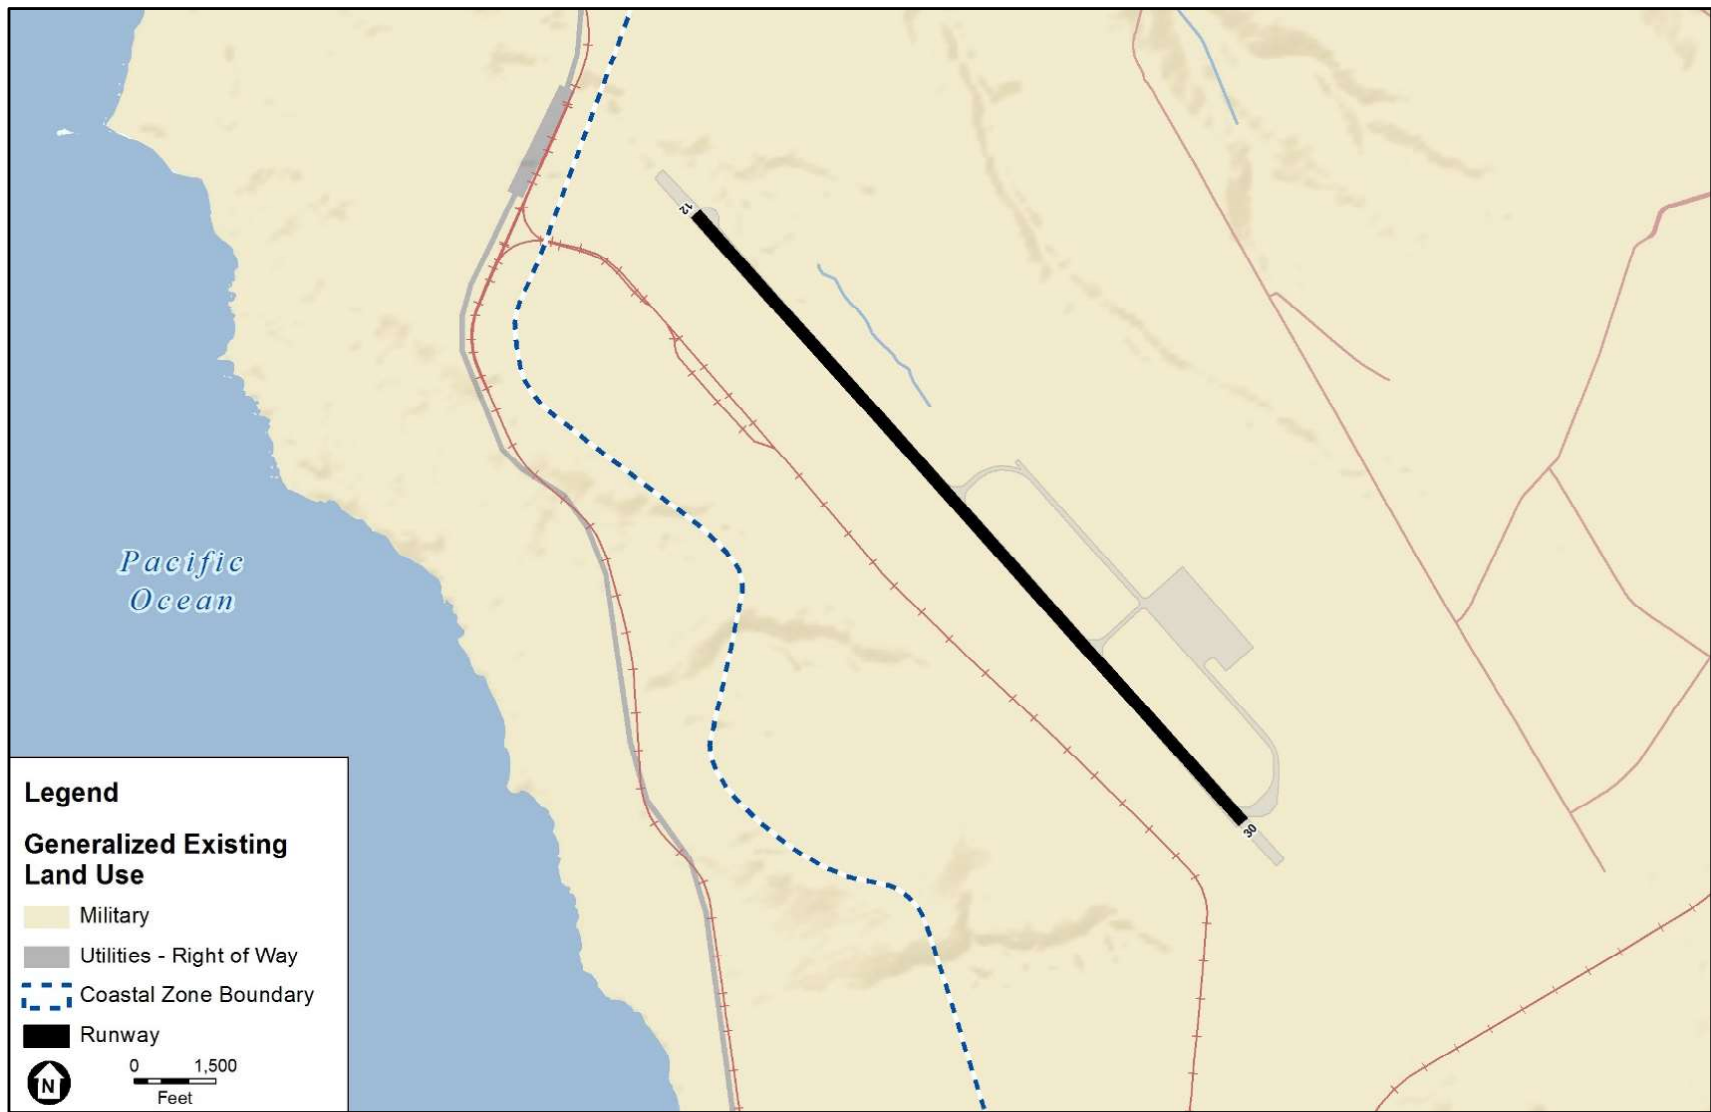 12
Pacific
Ocean
30
Legend
Generalized Existing
Land Use
Military
Utilities - Right of Way
Coastal Zone Boundary
Runway
N
0 1,500
Feet